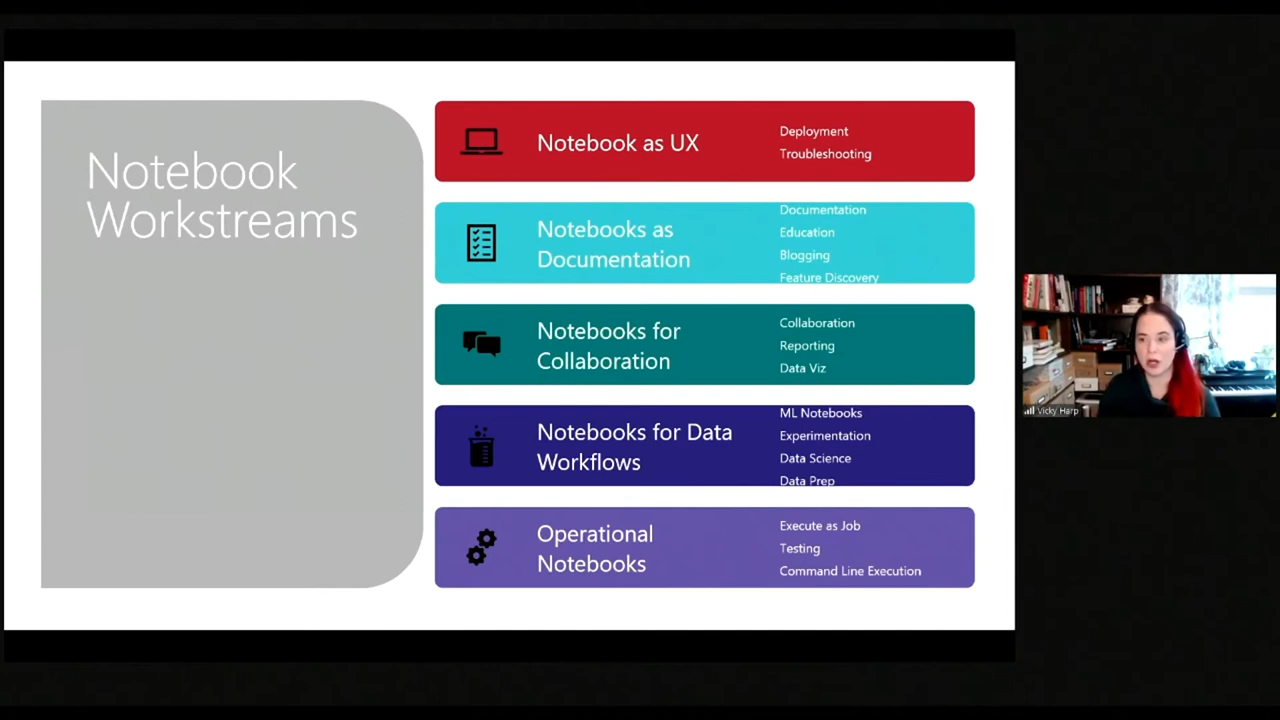 Notebook
Workstreams
Notebook as UX
Deployment
Troubleshooting
Notebooks as
Documentation
Documentation
Education
Blogging
Feature Discovery
Notebooks for
Collaboration
Collaboration
Reporting
Data Viz
Notebooks for Data
Workflows
ML Notebooks
Experimentation
Data Science
Data Prep
Operational
Notebooks
Execute as Job
Testing
Command Line Execution
Vicky Harp